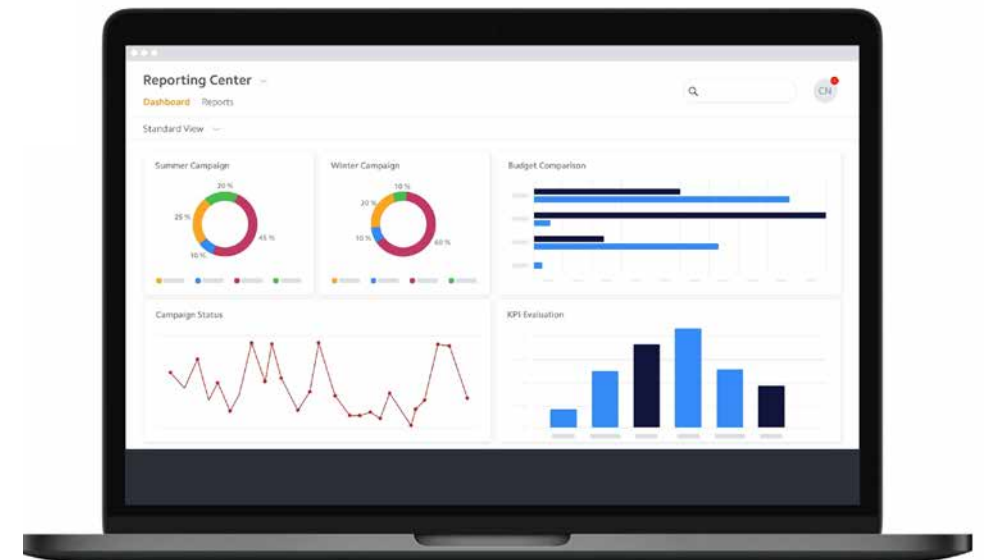 Reporting Center
Dashboard Reports
CN
Standard View
Summer Campaign
20 %
25 %
45 %
10 %
Winter Campaign
10 %
20 %
10 %
60 %
Budget Comparison
Campaign Status
KPI Evaluation